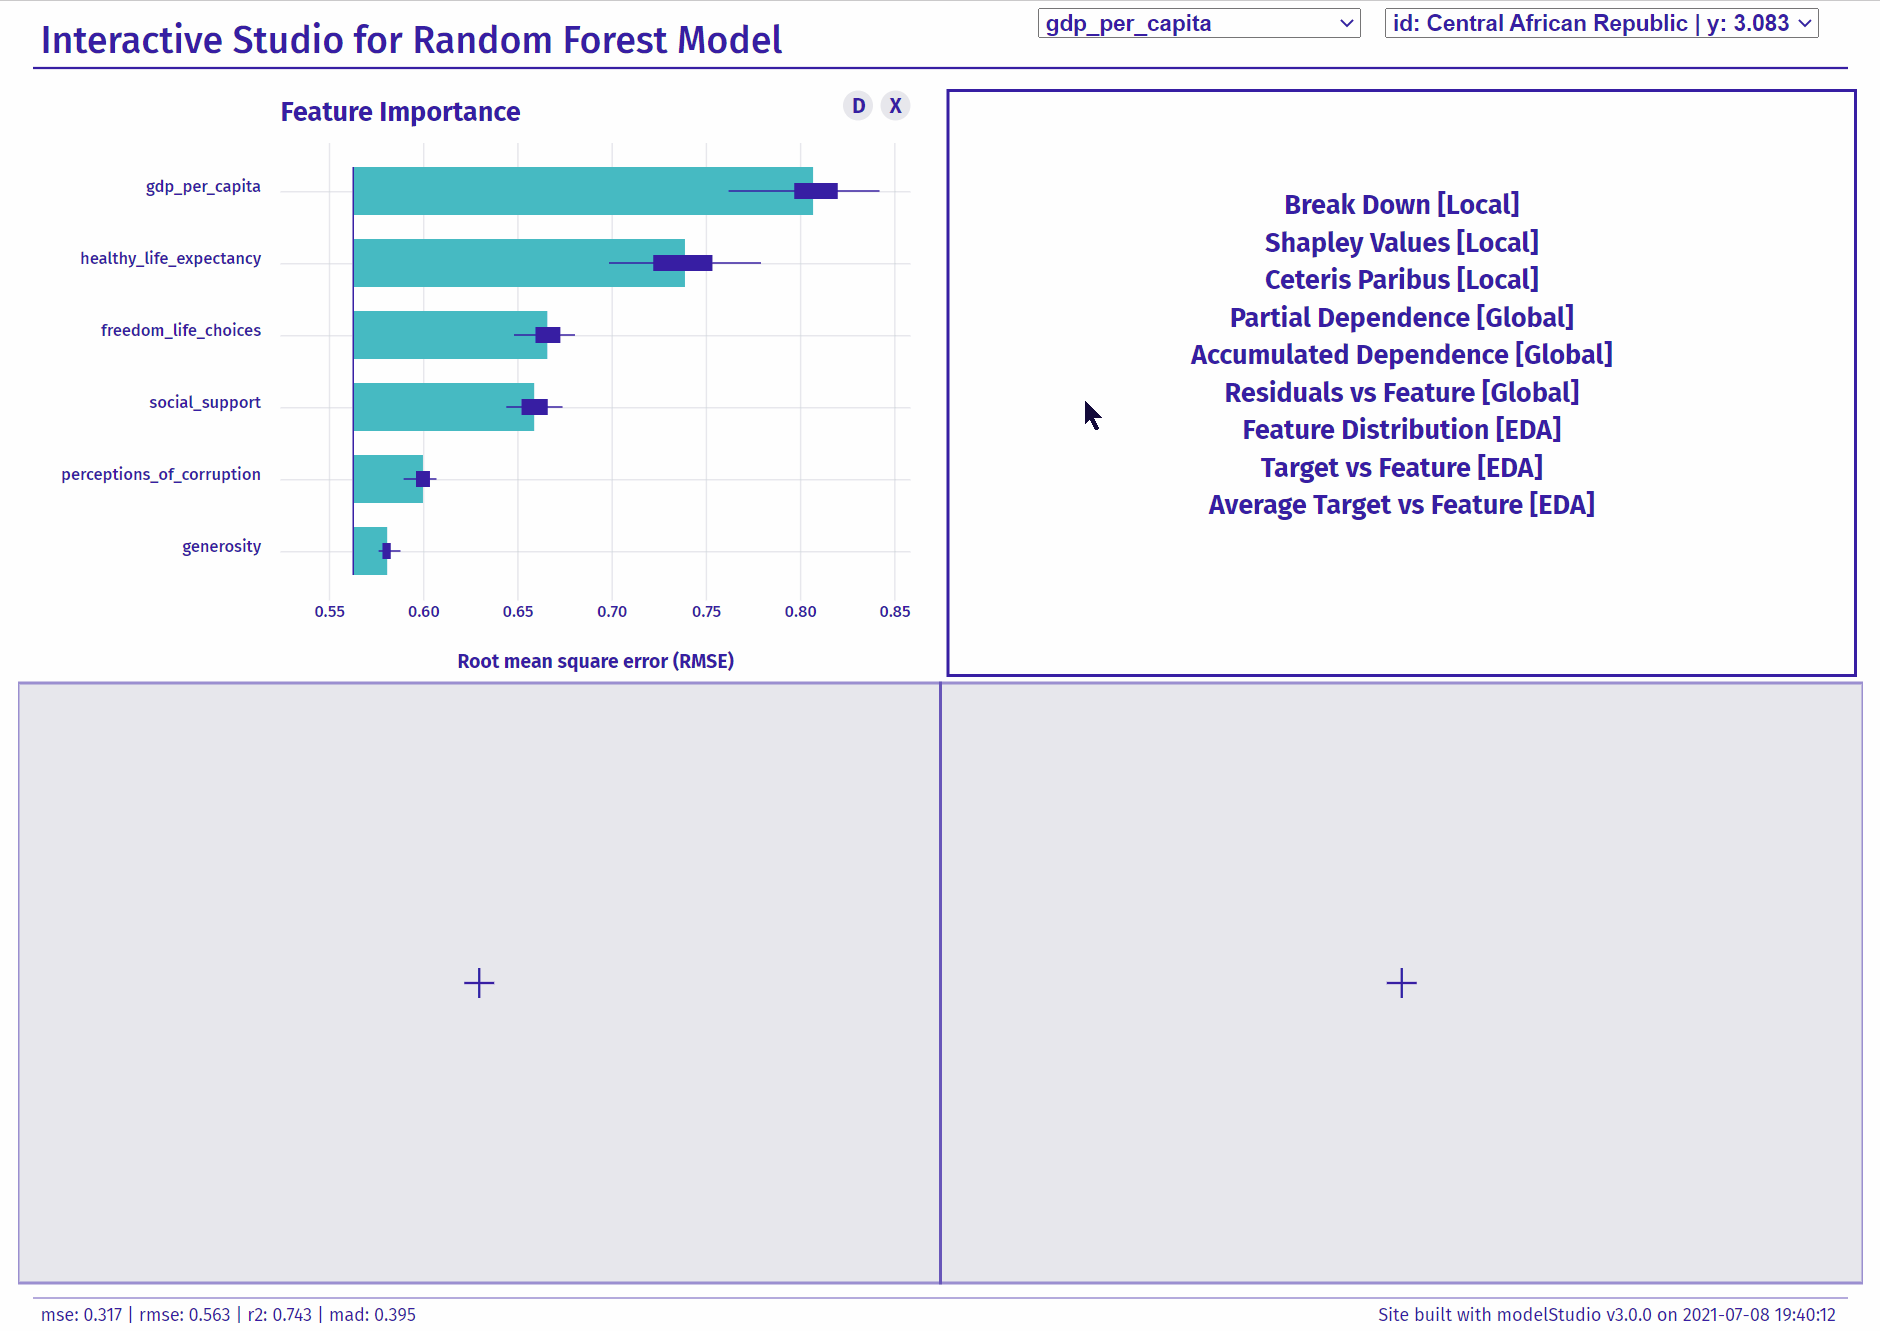 Interactive Studio for Random Forest Model
gdp_per_capita
id: Central African Republic | y: 3.083
Feature Importance
D X
gdp_per_capita
healthy_life_expectancy
freedom_life_choices
social_support
perceptions_of_corruption
generosity
0.55 0.60 0.65 0.70 0.75 0.80 0.85
Root mean square error (RMSE)
Break Down [Local]
Shapley Values [Local]
Ceteris Paribus [Local]
Partial Dependence [Global]
Accumulated Dependence [Global]
Residuals vs Feature [Global]
Feature Distribution [EDA]
Target vs Feature [EDA]
Average Target vs Feature [EDA]
mse: 0.317 | rmse: 0.563 | r2: 0.743 | mad: 0.395
Site built with modelStudio v3.0.0 on 2021-07-08 19:40:12